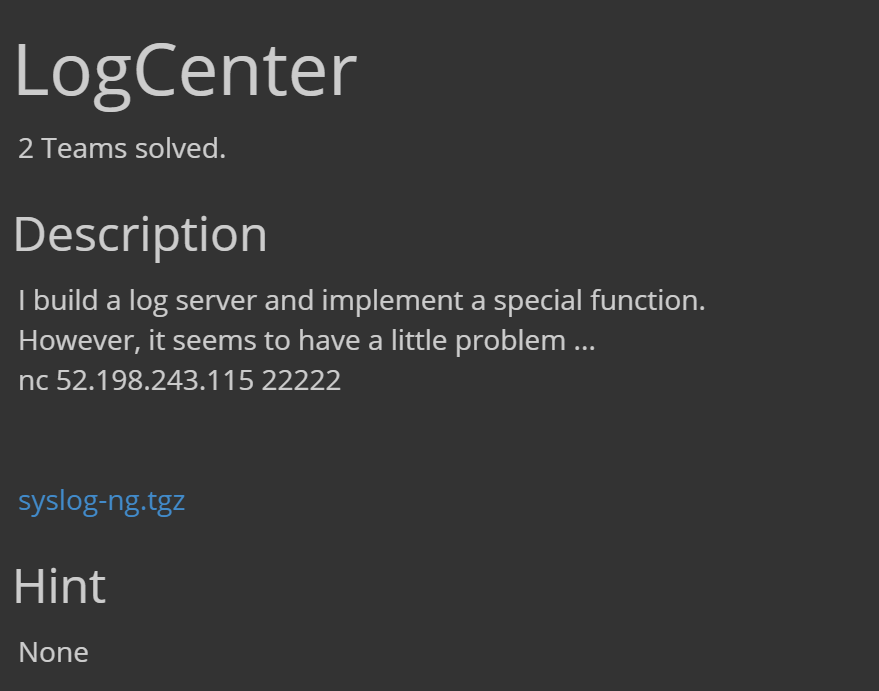 LogCenter
2 Teams solved.
Description
I build a log server and implement a special function.
However, it seems to have a little problem ...
nc 52.198.243.115 22222
syslog-ng.tgz
Hint
None